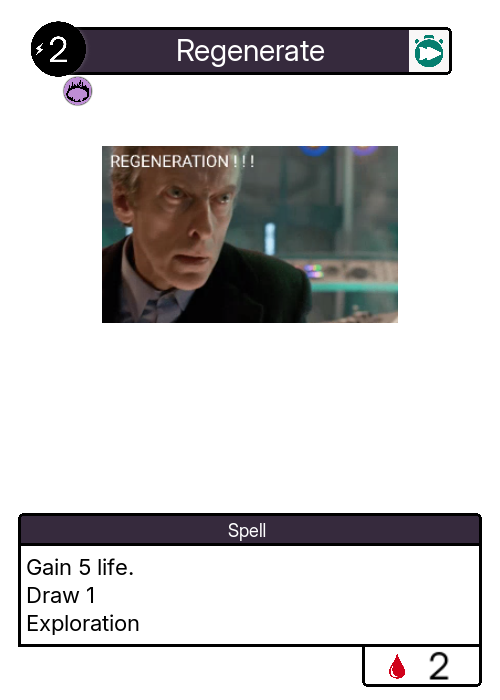 2
Regenerate
REGENERATION ! ! !
Spell
Gain 5 life.
Draw 1
Exploration
2